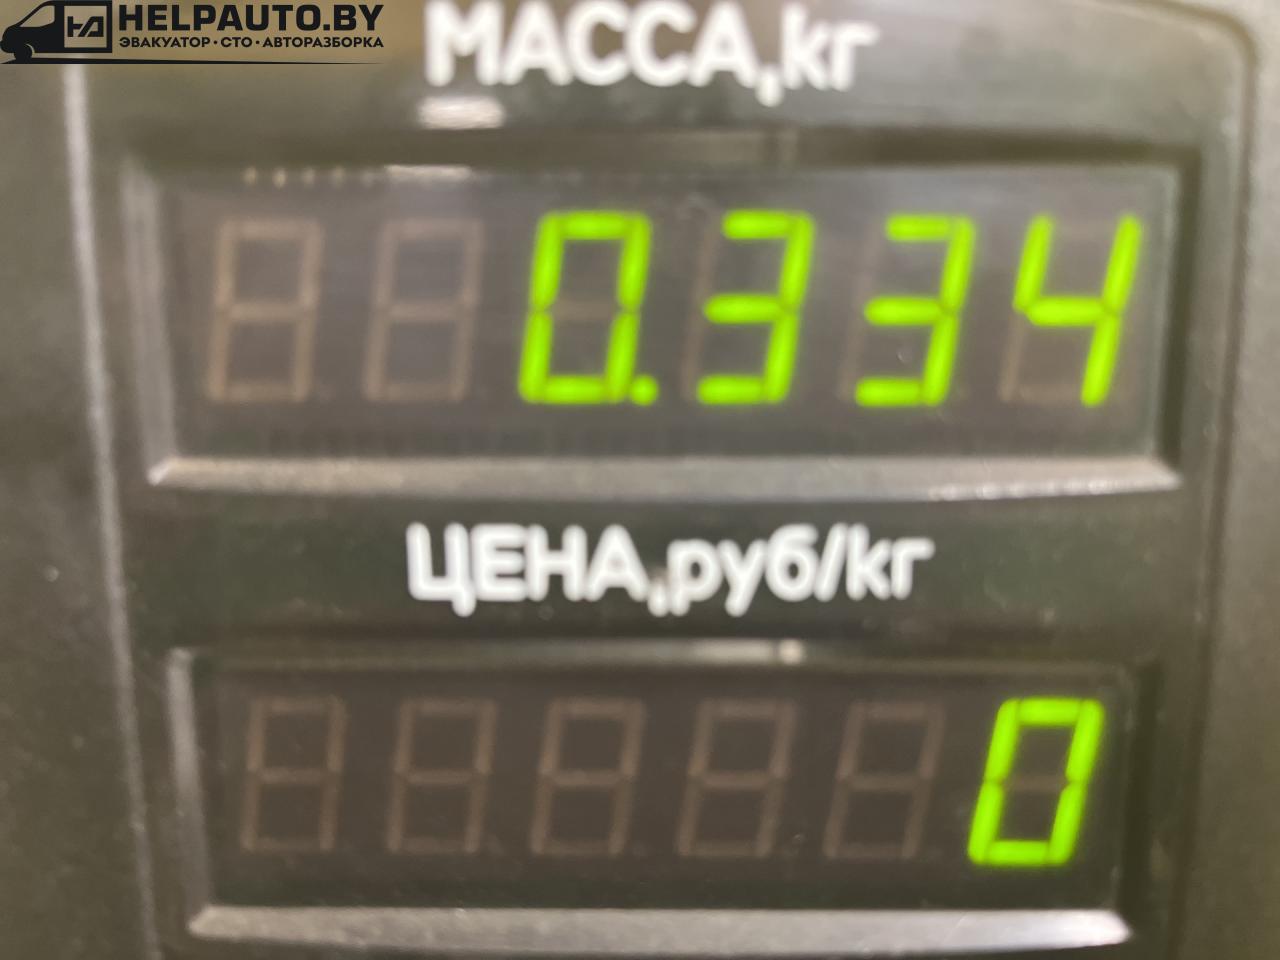 HELPAUTO.BY
ЭВАКУАТОР · СТО · АВТОРАЗБОРКА
МАССА,кг
0.334
ЦЕНА,руб/кг
0